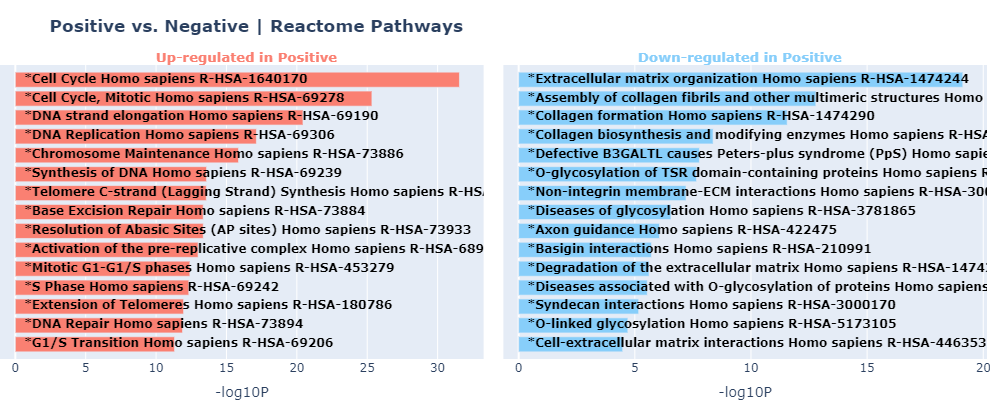 Positive vs. Negative | Reactome Pathways
Up-regulated in Positive
*Cell Cycle Homo sapiens R-HSA-1640170
*Cell Cycle, Mitotic Homo sapiens R-HSA-69278
*DNA strand elongation Homo sapiens R-HSA-69190
*DNA Replication Homo sapiens R-HSA-69306
*Chromosome Maintenance Homo sapiens R-HSA-73886
*Synthesis of DNA Homo sapiens R-HSA-69239
*Telomere C-strand (Lagging Strand) Synthesis Homo sapiens R-HSA-
*Base Excision Repair Homo sapiens R-HSA-73884
*Resolution of Abasic Sites (AP sites) Homo sapiens R-HSA-73933
*Activation of the pre-replicative complex Homo sapiens R-HSA-689
*Mitotic G1-G1/S phases Homo sapiens R-HSA-453279
*S Phase Homo sapiens R-HSA-69242
*Extension of Telomeres Homo sapiens R-HSA-180786
*DNA Repair Homo sapiens R-HSA-73894
*G1/S Transition Homo sapiens R-HSA-69206
0 5 10 15 20 25 30
-log10P
Down-regulated in Positive
*Extracellular matrix organization Homo sapiens R-HSA-1474244
*Assembly of collagen fibrils and other multimeric structures Homo
*Collagen formation Homo sapiens R-HSA-1474290
*Collagen biosynthesis and modifying enzymes Homo sapiens R-HSA
*Defective B3GALTL causes Peters-plus syndrome (PpS) Homo sapie
*O-glycosylation of TSR domain-containing proteins Homo sapiens R
*Non-integrin membrane-ECM interactions Homo sapiens R-HSA-300
*Diseases of glycosylation Homo sapiens R-HSA-3781865
*Axon guidance Homo sapiens R-HSA-422475
*Basigin interactions Homo sapiens R-HSA-210991
*Degradation of the extracellular matrix Homo sapiens R-HSA-1474
*Diseases associated with O-glycosylation of proteins Homo sapiens
*Syndecan interactions Homo sapiens R-HSA-3000170
*O-linked glycosylation Homo sapiens R-HSA-5173105
*Cell-extracellular matrix interactions Homo sapiens R-HSA-446353
0 5 10 15 20
-log10P